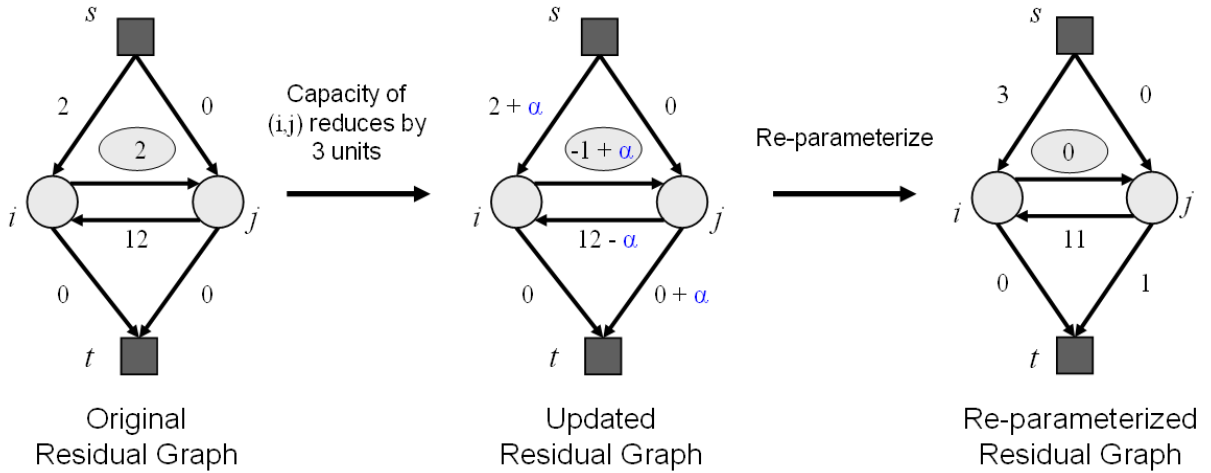 s
2
0
2
i
j
12
0
0
t
Original
Residual Graph
Capacity of
(i,j) reduces by
3 units
s
2 + α
0
-1 + α
i
j
12 - α
0
0 + α
t
Updated
Residual Graph
Re-parameterize
s
3
0
0
i
j
11
0
1
t
Re-parameterized
Residual Graph